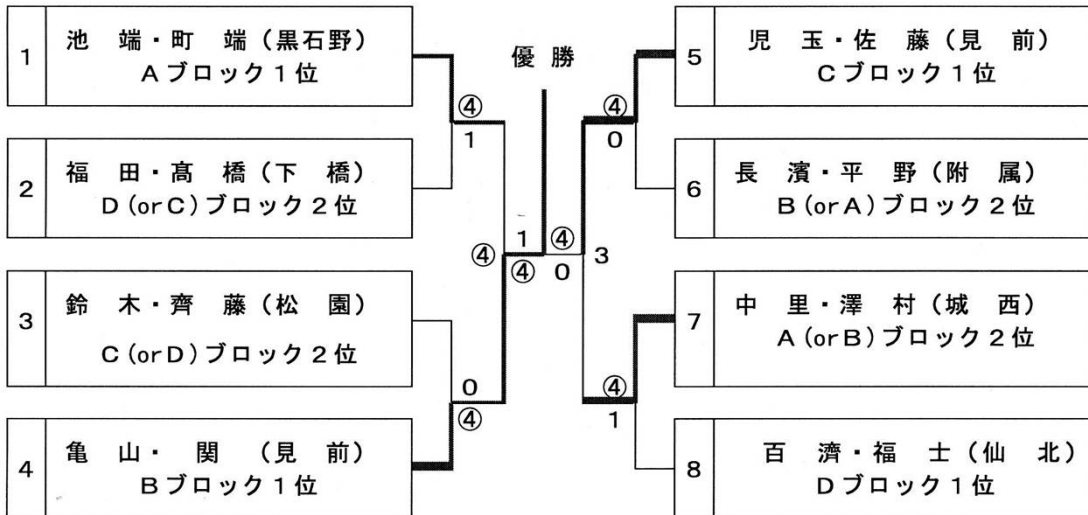 1
池 端・町 端 (黒石野)
Aブロック1位
2
福 田・髙 橋 (下 橋)
D(orC)ブロック2位
3
鈴 木・齊 藤 (松 園)
C(orD)ブロック2位
4
亀 山・ 関 (見 前)
Bブロック1位
④
1
0
④
優 勝
④
1
④
④
0
3
④
0
④
1
5
児 玉・佐 藤 (見 前)
Cブロック1位
6
長 濱・平 野 (附 属)
B(orA)ブロック2位
7
中 里・澤 村 (城 西)
A(orB)ブロック2位
8
百 濟・福 士 (仙 北)
Dブロック1位